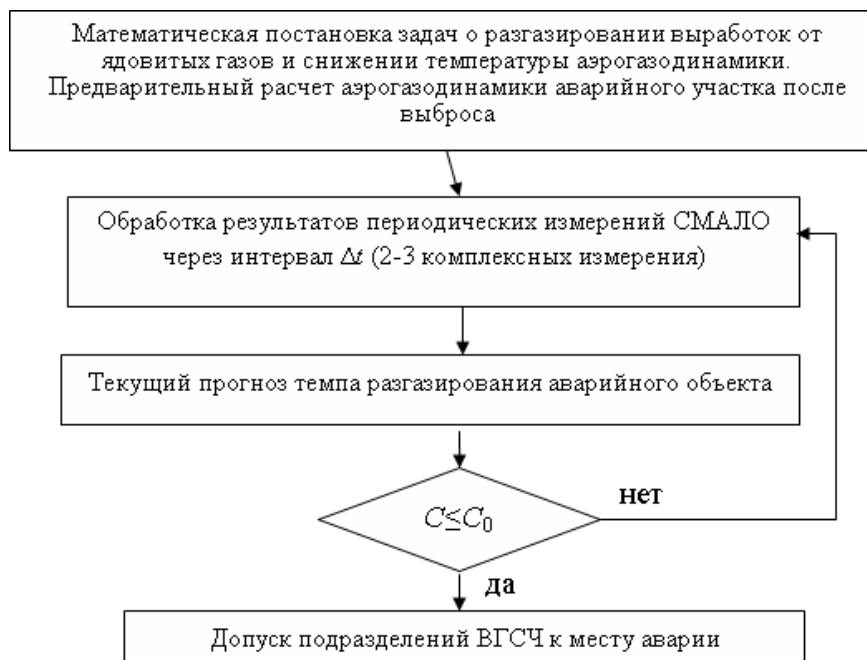 Математическая постановка задач о разгазировании выработок от
ядовитых газов и снижении температуры аэрогазодинамики.
Предварительный расчет аэрогазодинамики аварийного участка после
выброса
Обработка результатов периодических измерений СМАЛО
через интервал Δt (2-3 комплексных измерения)
Текущий прогноз темпа разгазирования аварийного объекта
C≤C₀
нет
да
Допуск подразделений ВГСЧ к месту аварии